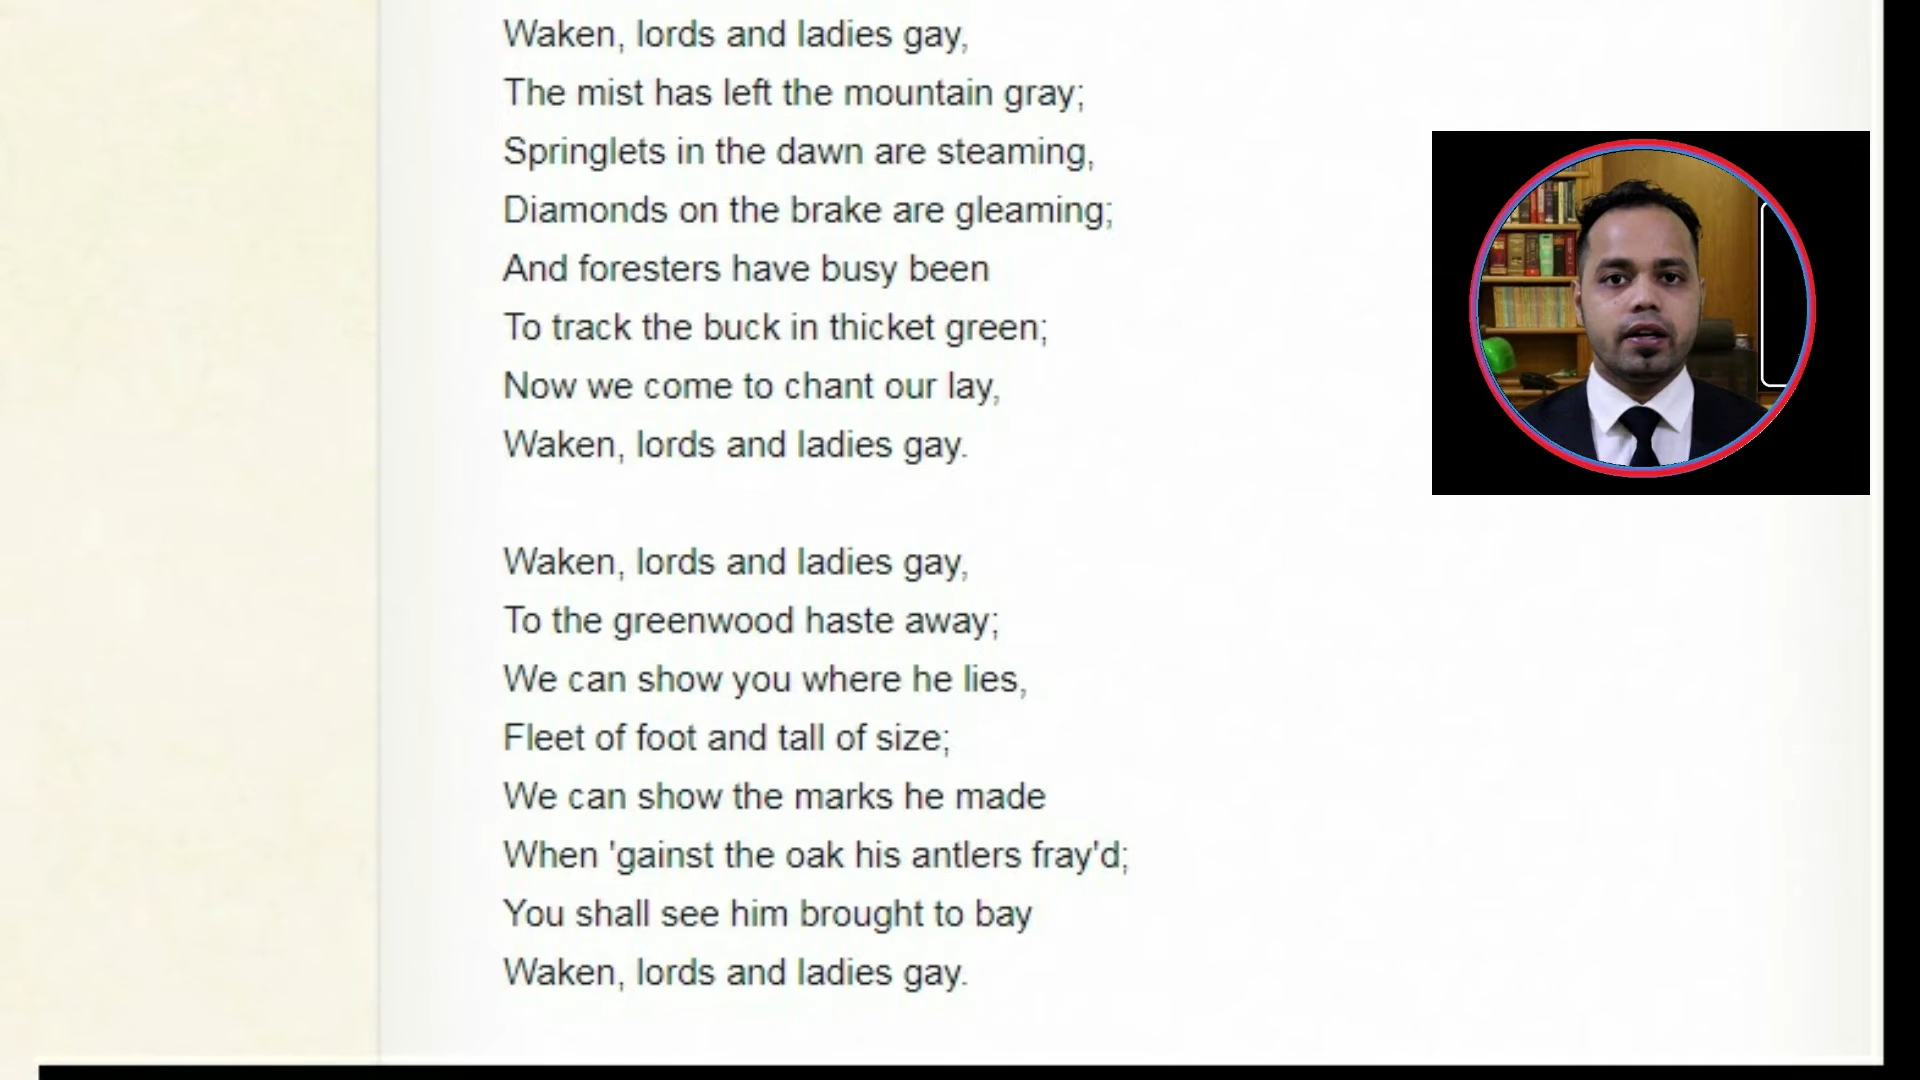 Waken, lords and ladies gay,
The mist has left the mountain gray;
Springlets in the dawn are steaming,
Diamonds on the brake are gleaming;
And foresters have busy been
To track the buck in thicket green;
Now we come to chant our lay,
Waken, lords and ladies gay.

Waken, lords and ladies gay,
To the greenwood haste away;
We can show you where he lies,
Fleet of foot and tall of size;
We can show the marks he made
When 'gainst the oak his antlers fray'd;
You shall see him brought to bay
Waken, lords and ladies gay.